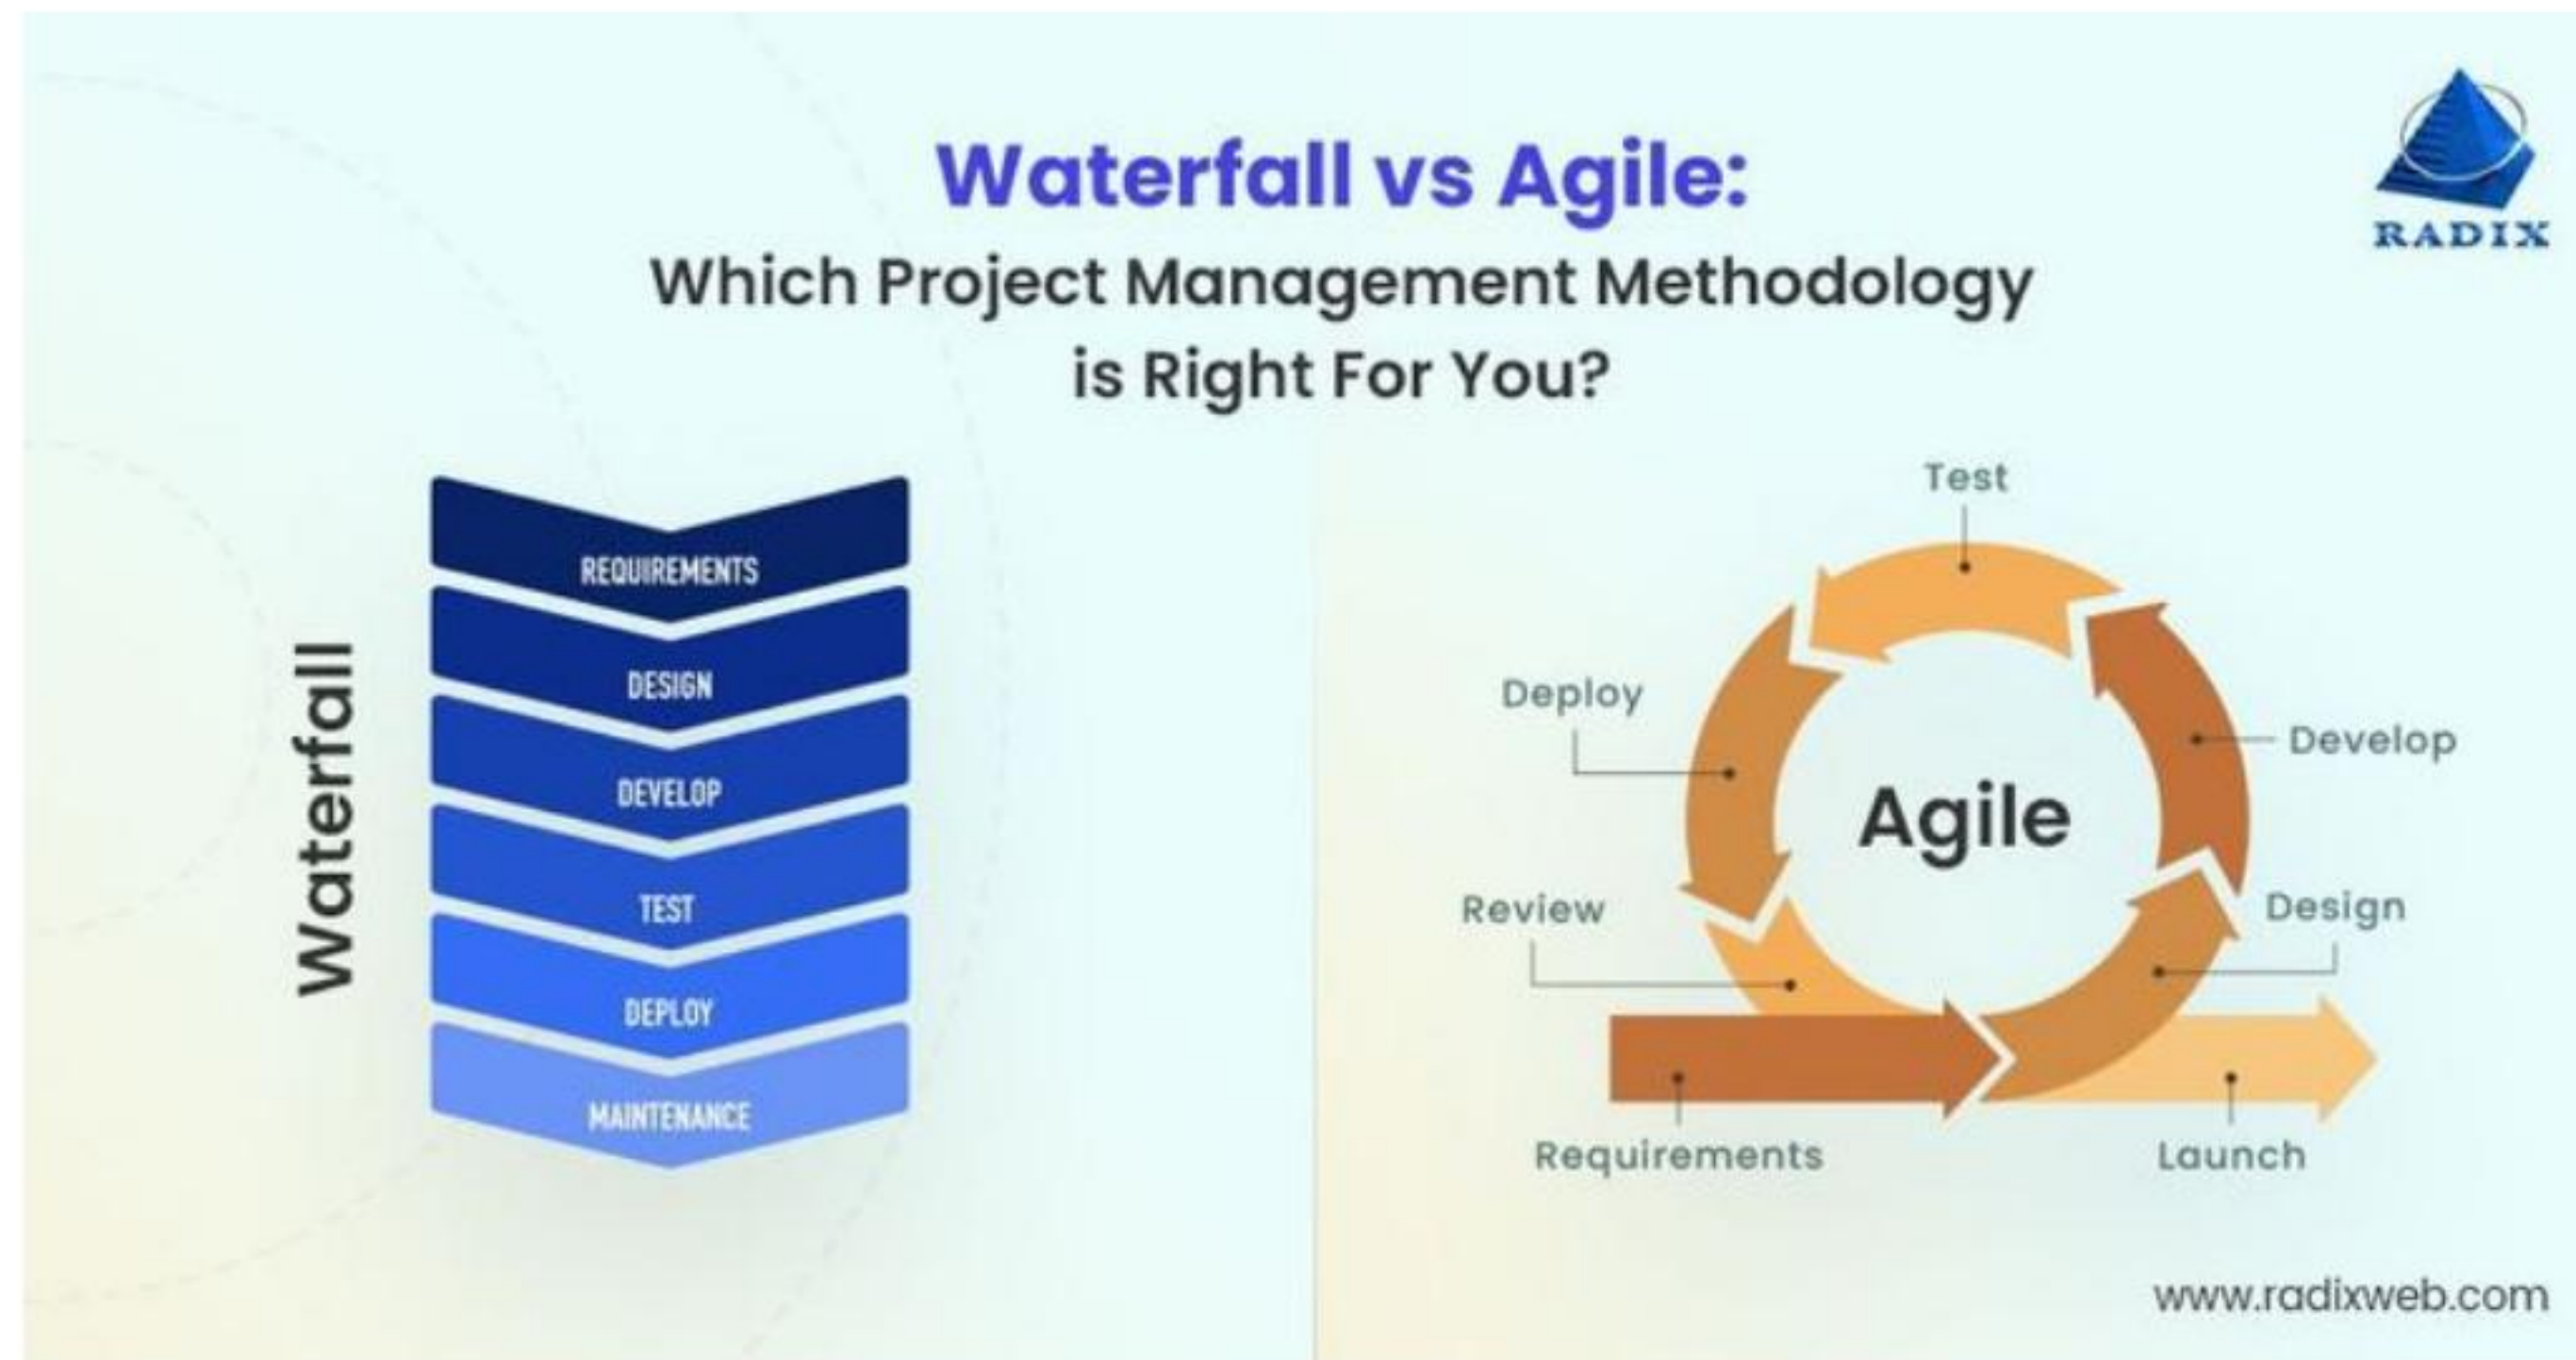 Waterfall vs Agile:
Which Project Management Methodology
is Right For You?
RADIX
Waterfall
REQUIREMENTS
DESIGN
DEVELOP
TEST
DEPLOY
MAINTENANCE
Agile
Test
Deploy
Develop
Review
Design
Requirements
Launch
www.radixweb.com